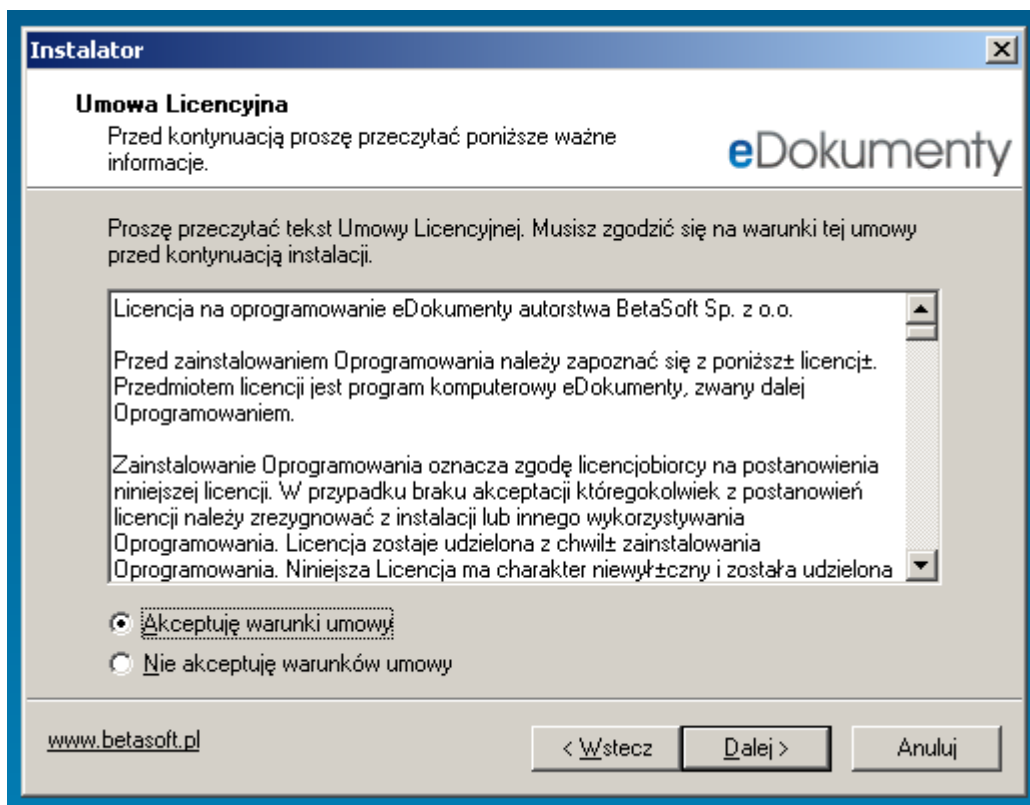 Instalator
Umowa Licencyjna
Przed kontynuacją proszę przeczytać poniższe ważne
informacje.
eDokumenty
Proszę przeczytać tekst Umowy Licencyjnej. Musisz zgodzić się na warunki tej umowy
przed kontynuacją instalacji.
Licencja na oprogramowanie eDokumenty autorstwa BetaSoft Sp. z o.o.
Przed zainstalowaniem Oprogramowania należy zapoznać się z poniższ± licencj±.
Przedmiotem licencji jest program komputerowy eDokumenty, zwany dalej
Oprogramowaniem.
Zainstalowanie Oprogramowania oznacza zgodę licencjobiorcy na postanowienia
niniejszej licencji. W przypadku braku akceptacji któregokolwiek z postanowień
licencji należy zrezygnować z instalacji lub innego wykorzystywania
Oprogramowania. Licencja zostaje udzielona z chwil± zainstalowania
Oprogramowania. Niniejsza Licencja ma charakter niewył±czny i została udzielona
Akceptuję warunki umowy
Nie akceptuję warunków umowy
www.betasoft.pl
< Wstecz
Dalej >
Anuluj